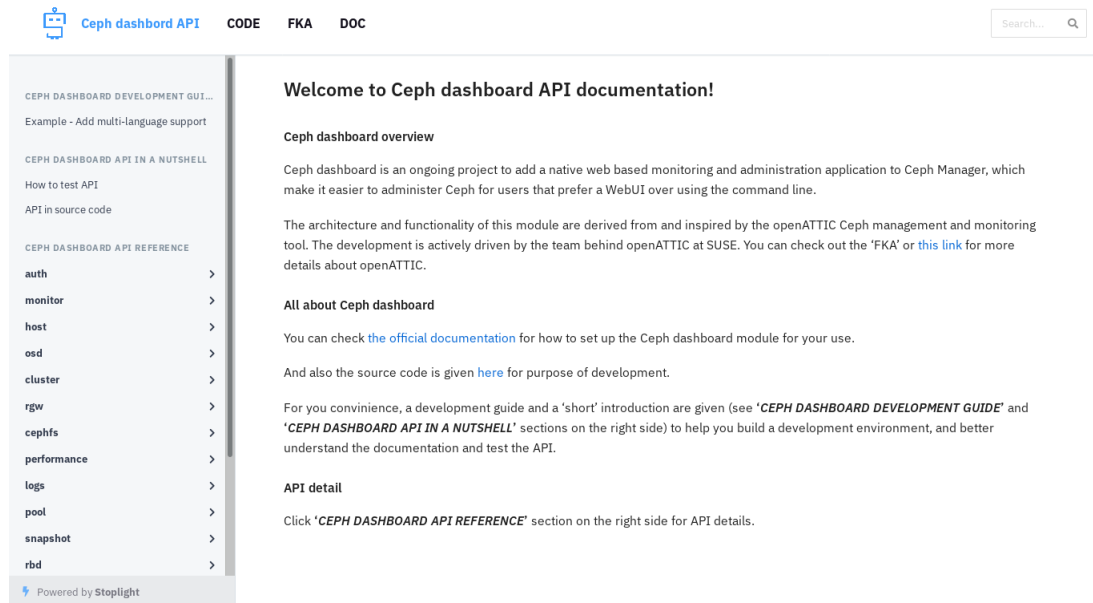 Ceph dashbord API CODE FKA DOC Search...
CEPH DASHBOARD DEVELOPMENT GUI...
Example - Add multi-language support
CEPH DASHBOARD API IN A NUTSHELL
How to test API
API in source code
CEPH DASHBOARD API REFERENCE
auth
monitor
host
osd
cluster
rgw
cephfs
performance
logs
pool
snapshot
rbd
Powered by Stoplight
Welcome to Ceph dashboard API documentation!
Ceph dashboard overview
Ceph dashboard is an ongoing project to add a native web based monitoring and administration application to Ceph Manager, which
make it easier to administer Ceph for users that prefer a WebUI over using the command line.
The architecture and functionality of this module are derived from and inspired by the openATTIC Ceph management and monitoring
tool. The development is actively driven by the team behind openATTIC at SUSE. You can check out the ‘FKA’ or this link for more
details about openATTIC.
All about Ceph dashboard
You can check the official documentation for how to set up the Ceph dashboard module for your use.
And also the source code is given here for purpose of development.
For you convinience, a development guide and a ‘short’ introduction are given (see ‘CEPH DASHBOARD DEVELOPMENT GUIDE’ and
‘CEPH DASHBOARD API IN A NUTSHELL’ sections on the right side) to help you build a development environment, and better
understand the documentation and test the API.
API detail
Click ‘CEPH DASHBOARD API REFERENCE’ section on the right side for API details.